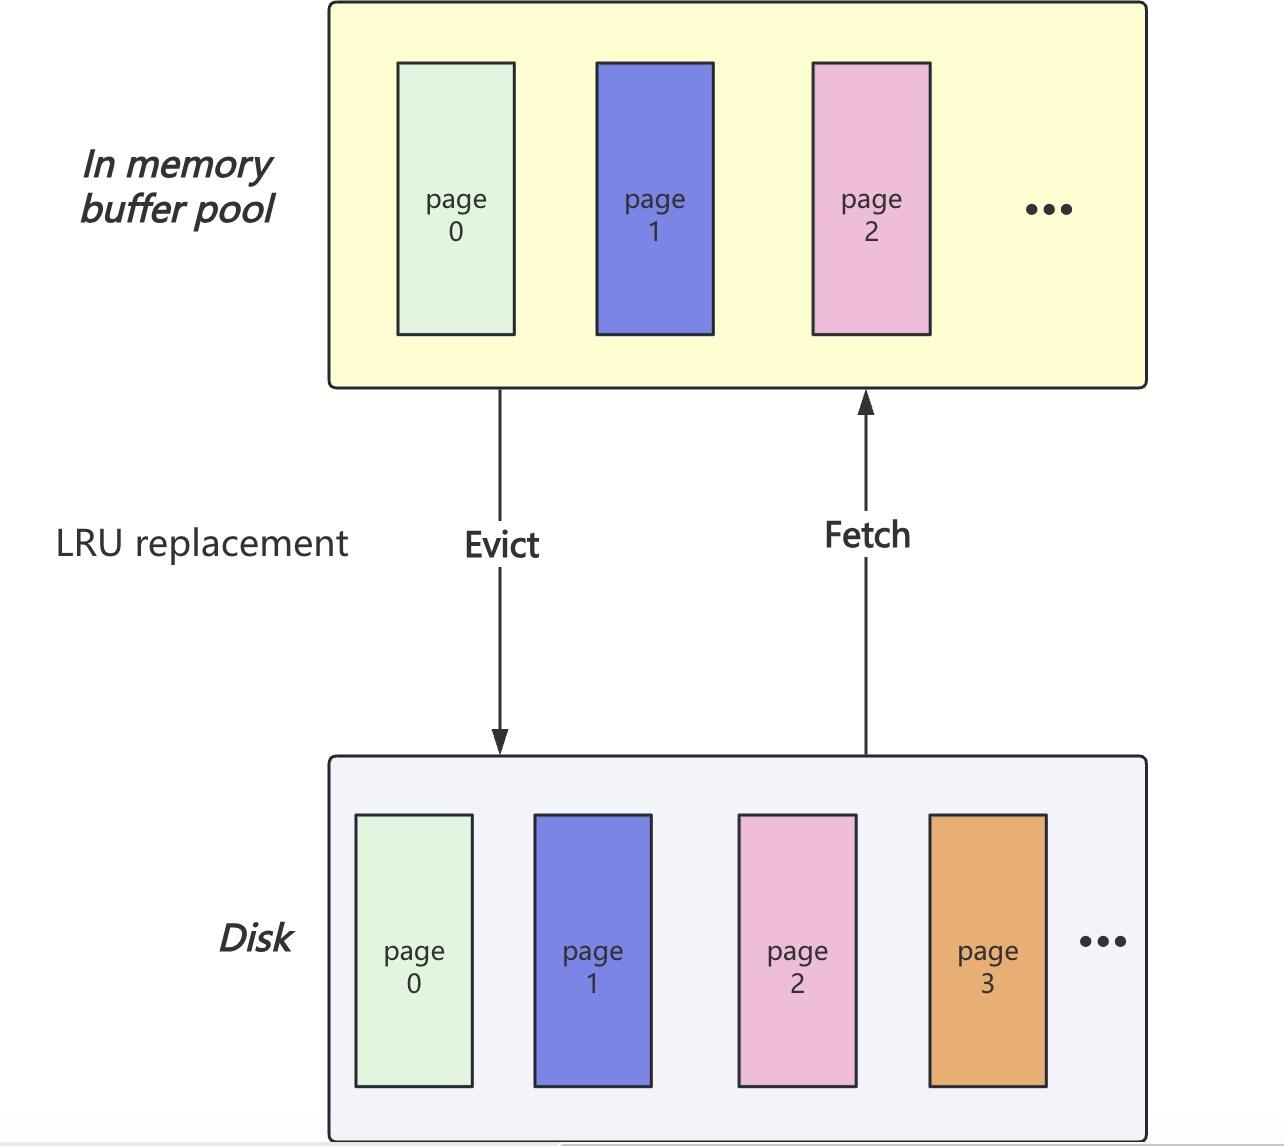 In memory
buffer pool
page
0
page
1
page
2
•••
LRU replacement
Evict
Fetch
Disk
page
0
page
1
page
2
page
3
•••